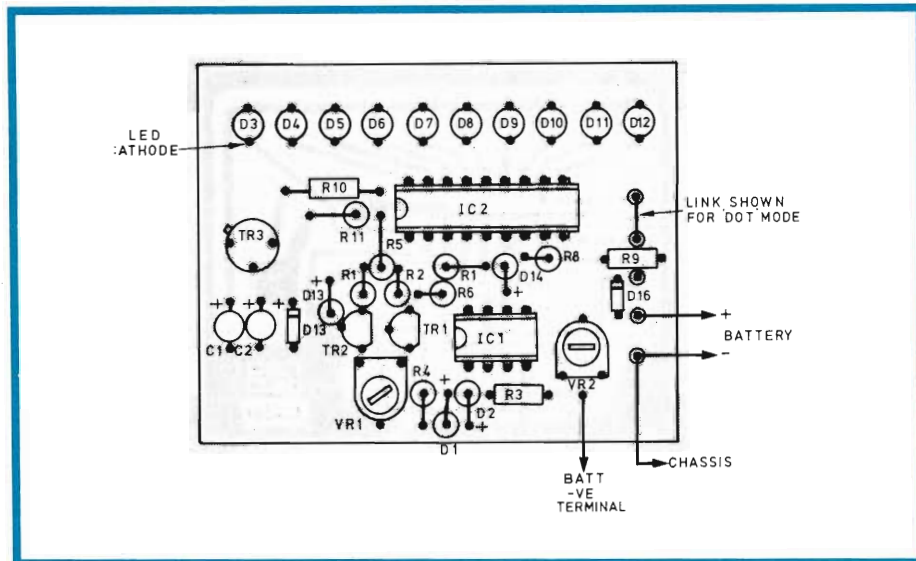 D3 D4 D5 D6 D7 D8 D9 D10 D11 D12
LED
:ATHODE
R10
IC2
LINK SHOWN
FOR DOT MODE
TR3
R11
R5
R8
R9
R1
R2
R1
D14
+
D13
+
R6
D16
+
+
+
D13
C1
C2
TR2
TR1
IC1
+
BATTERY
-
VR2
R4
+
R3
VR1
D2
+
D1
CHASSIS
BATT
-VE
TERMINAL